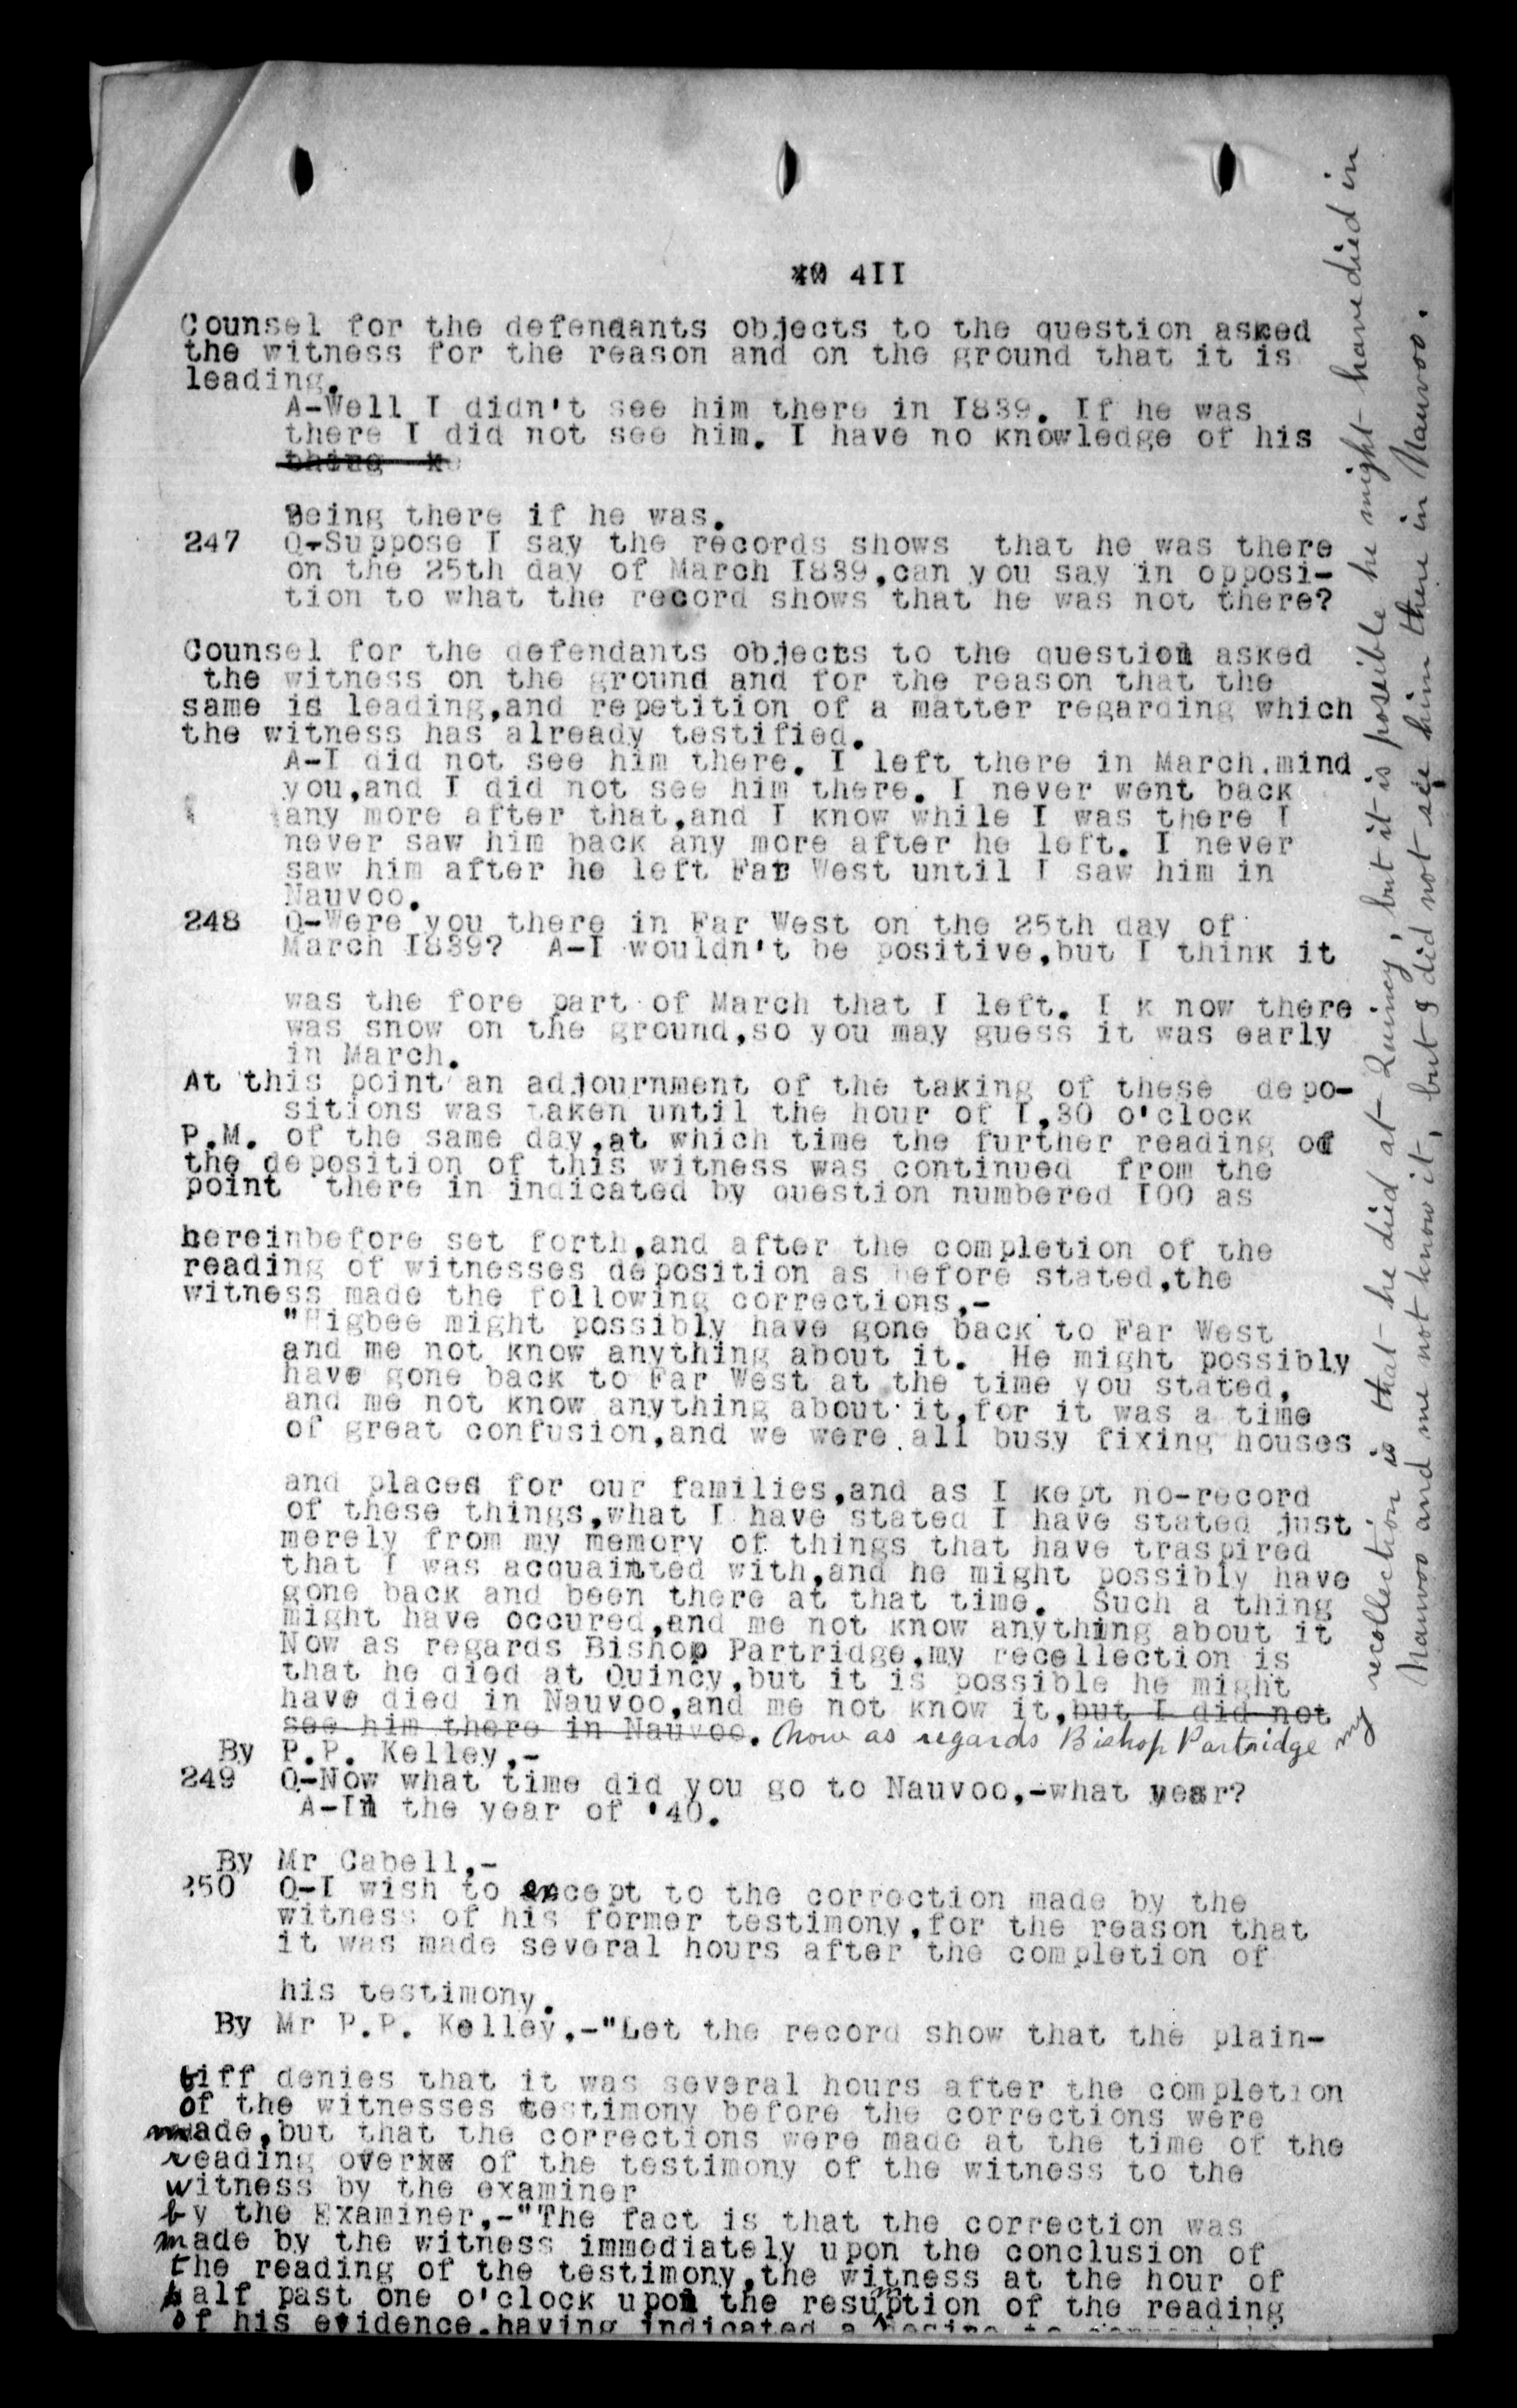 411
Counsel for the defendants objects to the question asked
the witness for the reason and on the ground that it is
leading.
A-Well I didn't see him there in I839. If he was
there I did not see him. I have no knowledge of his
Being there if he was.
247 Q-Suppose I say the records shows that he was there
on the 25th day of March I839,can you say in opposi-
tion to what the record shows that he was not there?
Counsel for the defendants objects to the question asked
the witness on the ground and for the reason that the
same is leading,and repetition of a matter regarding which
the witness has already testified.
A-I did not see him there. I left there in March.mind
you,and I did not see him there. I never went back
any more after that,and I know while I was there I
never saw him back any more after he left. I never
saw him after he left Far West until I saw him in
Nauvoo.
248 Q-Were you there in Far West on the 25th day of
March I839? A-I wouldn't be positive,but I think it
was the fore part of March that I left. I k now there
was snow on the ground,so you may guess it was early
in March.
At this point an adjournment of the taking of these depo-
sitions was taken until the hour of I,30 o'clock
P.M. of the same day,at which time the further reading of
the deposition of this witness was continued from the
point there in indicated by question numbered I00 as
hereinbefore set forth,and after the completion of the
reading of witnesses deposition as before stated,the
witness made the following corrections,-
"Higbee might possibly have gone back to Far West
and me not know anything about it. He might possibly
have gone back to Far West at the time you stated,
and me not know anything about it,for it was a time
of great confusion,and we were all busy fixing houses
and places for our families,and as I kept no-record
of these things,what I have stated I have stated just
merely from my memory of things that have traspired
that I was acquainted with,and he might possibly have
gone back and been there at that time. Such a thing
might have occured,and me not know anything about it
Now as regards Bishop Partridge,my recellection is
that he died at Quincy,but it is possible he might
have died in Nauvoo,and me not know it,but I did not
see him there in Nauvoo. Now as regards Bishop Partridge my
recollection is that he died at Quincy, but it is possible he might have died in
Nauvoo and me not know it, but I did not see him there in Nauvoo.
By P.P. Kelley,-
249 Q-Now what time did you go to Nauvoo,-what year?
A-In the year of '40.
By Mr Cabell,-
250 Q-I wish to except to the correction made by the
witness of his former testimony,for the reason that
it was made several hours after the completion of
his testimony.
By Mr P.P. Kelley,-"Let the record show that the plain-
tiff denies that it was several hours after the completion
of the witnesses testimony before the corrections were
made,but that the corrections were made at the time of the
reading over of the testimony of the witness to the
witness by the examiner
by the Examiner,-"The fact is that the correction was
made by the witness immediately upon the conclusion of
the reading of the testimony,the witness at the hour of
half past one o'clock upon the resumption of the reading
of his evidence,having indicated a desire to